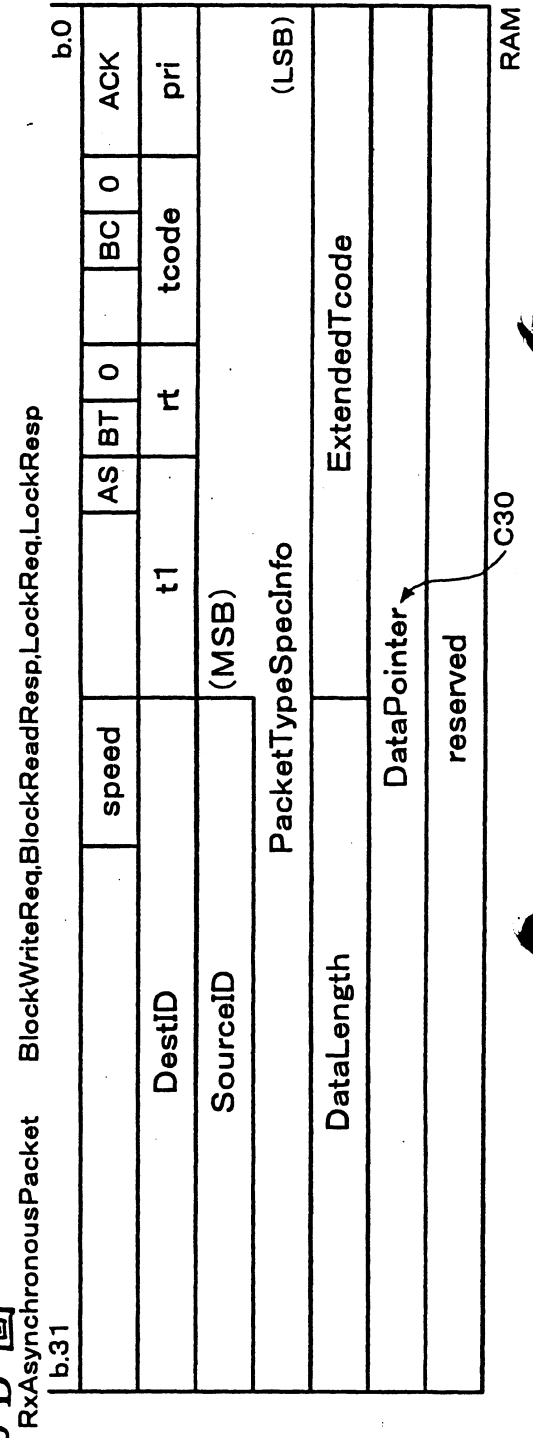 D 圖
RxAsynchronousPacket BlockWriteReq,BlockReadResp,LockReq,LockResp
b.31 b.0
speed AS BT 0 BC 0 ACK
DestID t1 rt tcode pri
SourceID (MSB)
PacketTypeSpecInfo (LSB)
DataLength ExtendedTcode
DataPointer
reserved
C30
RAM